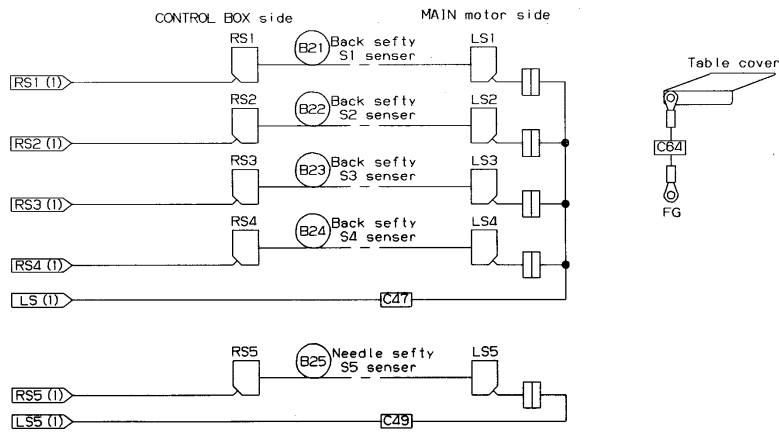 CONTROL BOX side
MAIN motor side
RS1
B21
Back sefty
S1 senser
LS1
RS1 (1)
RS2
B22
Back sefty
S2 senser
LS2
RS2 (1)
RS3
B23
Back sefty
S3 senser
LS3
RS3 (1)
RS4
B24
Back sefty
S4 senser
LS4
RS4 (1)
LS (1)
C47
RS5
B25
Needle sefty
S5 senser
LS5
RS5 (1)
LS5 (1)
C49
Table cover
C64
FG